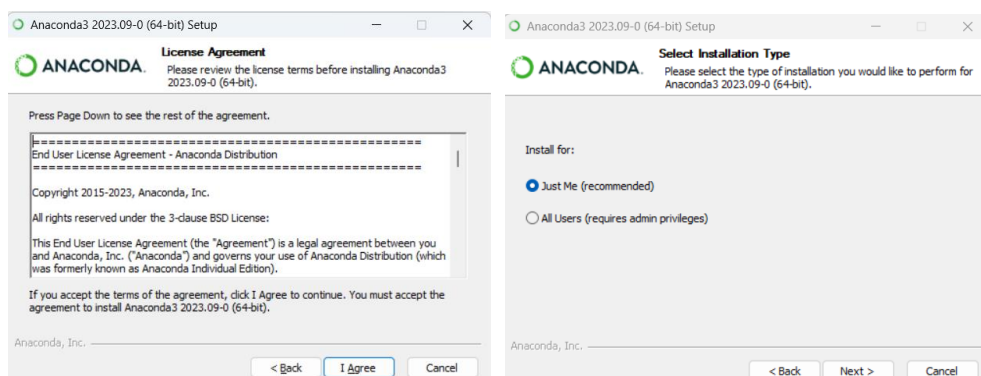 Anaconda3 2023.09-0 (64-bit) Setup
ANACONDA.
License Agreement
Please review the license terms before installing Anaconda3
2023.09-0 (64-bit).
Press Page Down to see the rest of the agreement.
====================================================
End User License Agreement - Anaconda Distribution
====================================================
Copyright 2015-2023, Anaconda, Inc.
All rights reserved under the 3-clause BSD License:
This End User License Agreement (the "Agreement") is a legal agreement between you
and Anaconda, Inc. ("Anaconda") and governs your use of Anaconda Distribution (which
was formerly known as Anaconda Individual Edition).
If you accept the terms of the agreement, click I Agree to continue. You must accept the
agreement to install Anaconda3 2023.09-0 (64-bit).
Anaconda, Inc.
< Back
I Agree
Cancel
Anaconda3 2023.09-0 (64-bit) Setup
ANACONDA.
Select Installation Type
Please select the type of installation you would like to perform for
Anaconda3 2023.09-0 (64-bit).
Install for:
Just Me (recommended)
All Users (requires admin privileges)
Anaconda, Inc.
< Back
Next >
Cancel